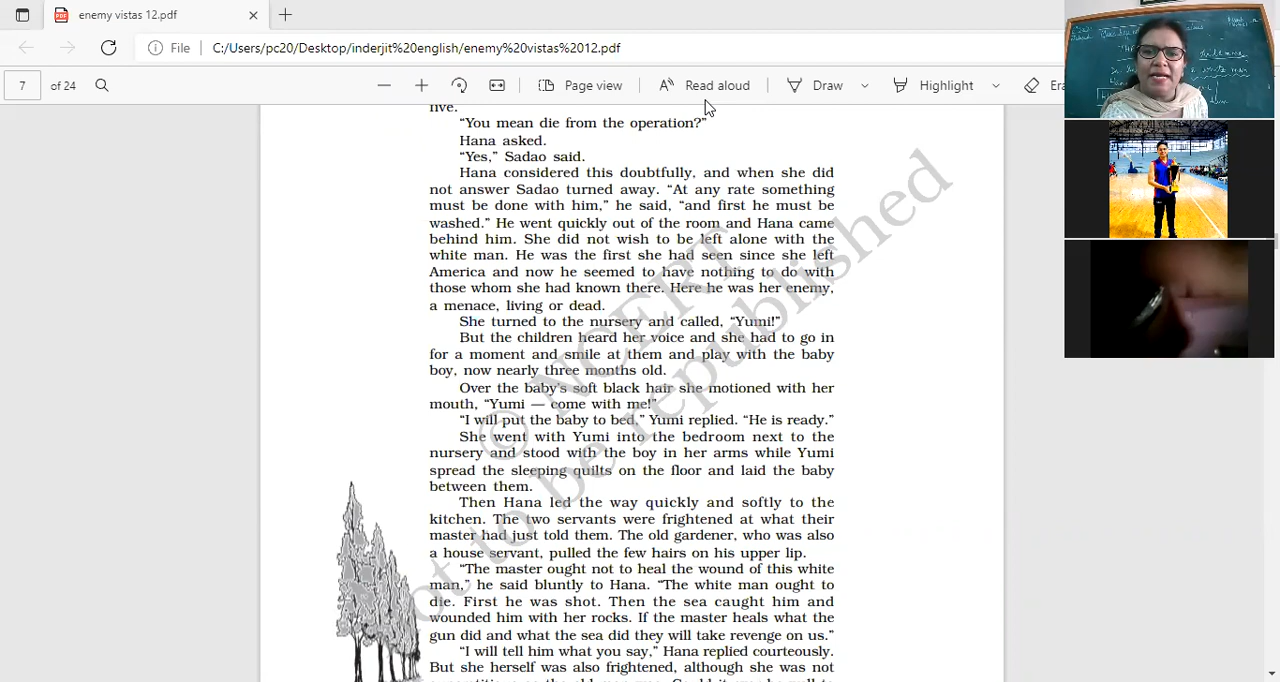 enemy vistas 12.pdf
File C:/Users/pc20/Desktop/inderjit%20english/enemy%20vistas%2012.pdf
7 of 24 Page view Read aloud Draw Highlight
live.
“You mean die from the operation?”
Hana asked.
“Yes,” Sadao said.
Hana considered this doubtfully, and when she did
not answer Sadao turned away. “At any rate something
must be done with him,” he said, “and first he must be
washed.” He went quickly out of the room and Hana came
behind him. She did not wish to be left alone with the
white man. He was the first she had seen since she left
America and now he seemed to have nothing to do with
those whom she had known there. Here he was her enemy,
a menace, living or dead.
She turned to the nursery and called, “Yumi!”
But the children heard her voice and she had to go in
for a moment and smile at them and play with the baby
boy, now nearly three months old.
Over the baby’s soft black hair she motioned with her
mouth, “Yumi — come with me!”
“I will put the baby to bed,” Yumi replied. “He is ready.”
She went with Yumi into the bedroom next to the
nursery and stood with the boy in her arms while Yumi
spread the sleeping quilts on the floor and laid the baby
between them.
Then Hana led the way quickly and softly to the
kitchen. The two servants were frightened at what their
master had just told them. The old gardener, who was also
a house servant, pulled the few hairs on his upper lip.
“The master ought not to heal the wound of this white
man,” he said bluntly to Hana. “The white man ought to
die. First he was shot. Then the sea caught him and
wounded him with her rocks. If the master heals what the
gun did and what the sea did they will take revenge on us.”
“I will tell him what you say,” Hana replied courteously.
But she herself was also frightened, although she was not
© NCERT
not to be republished